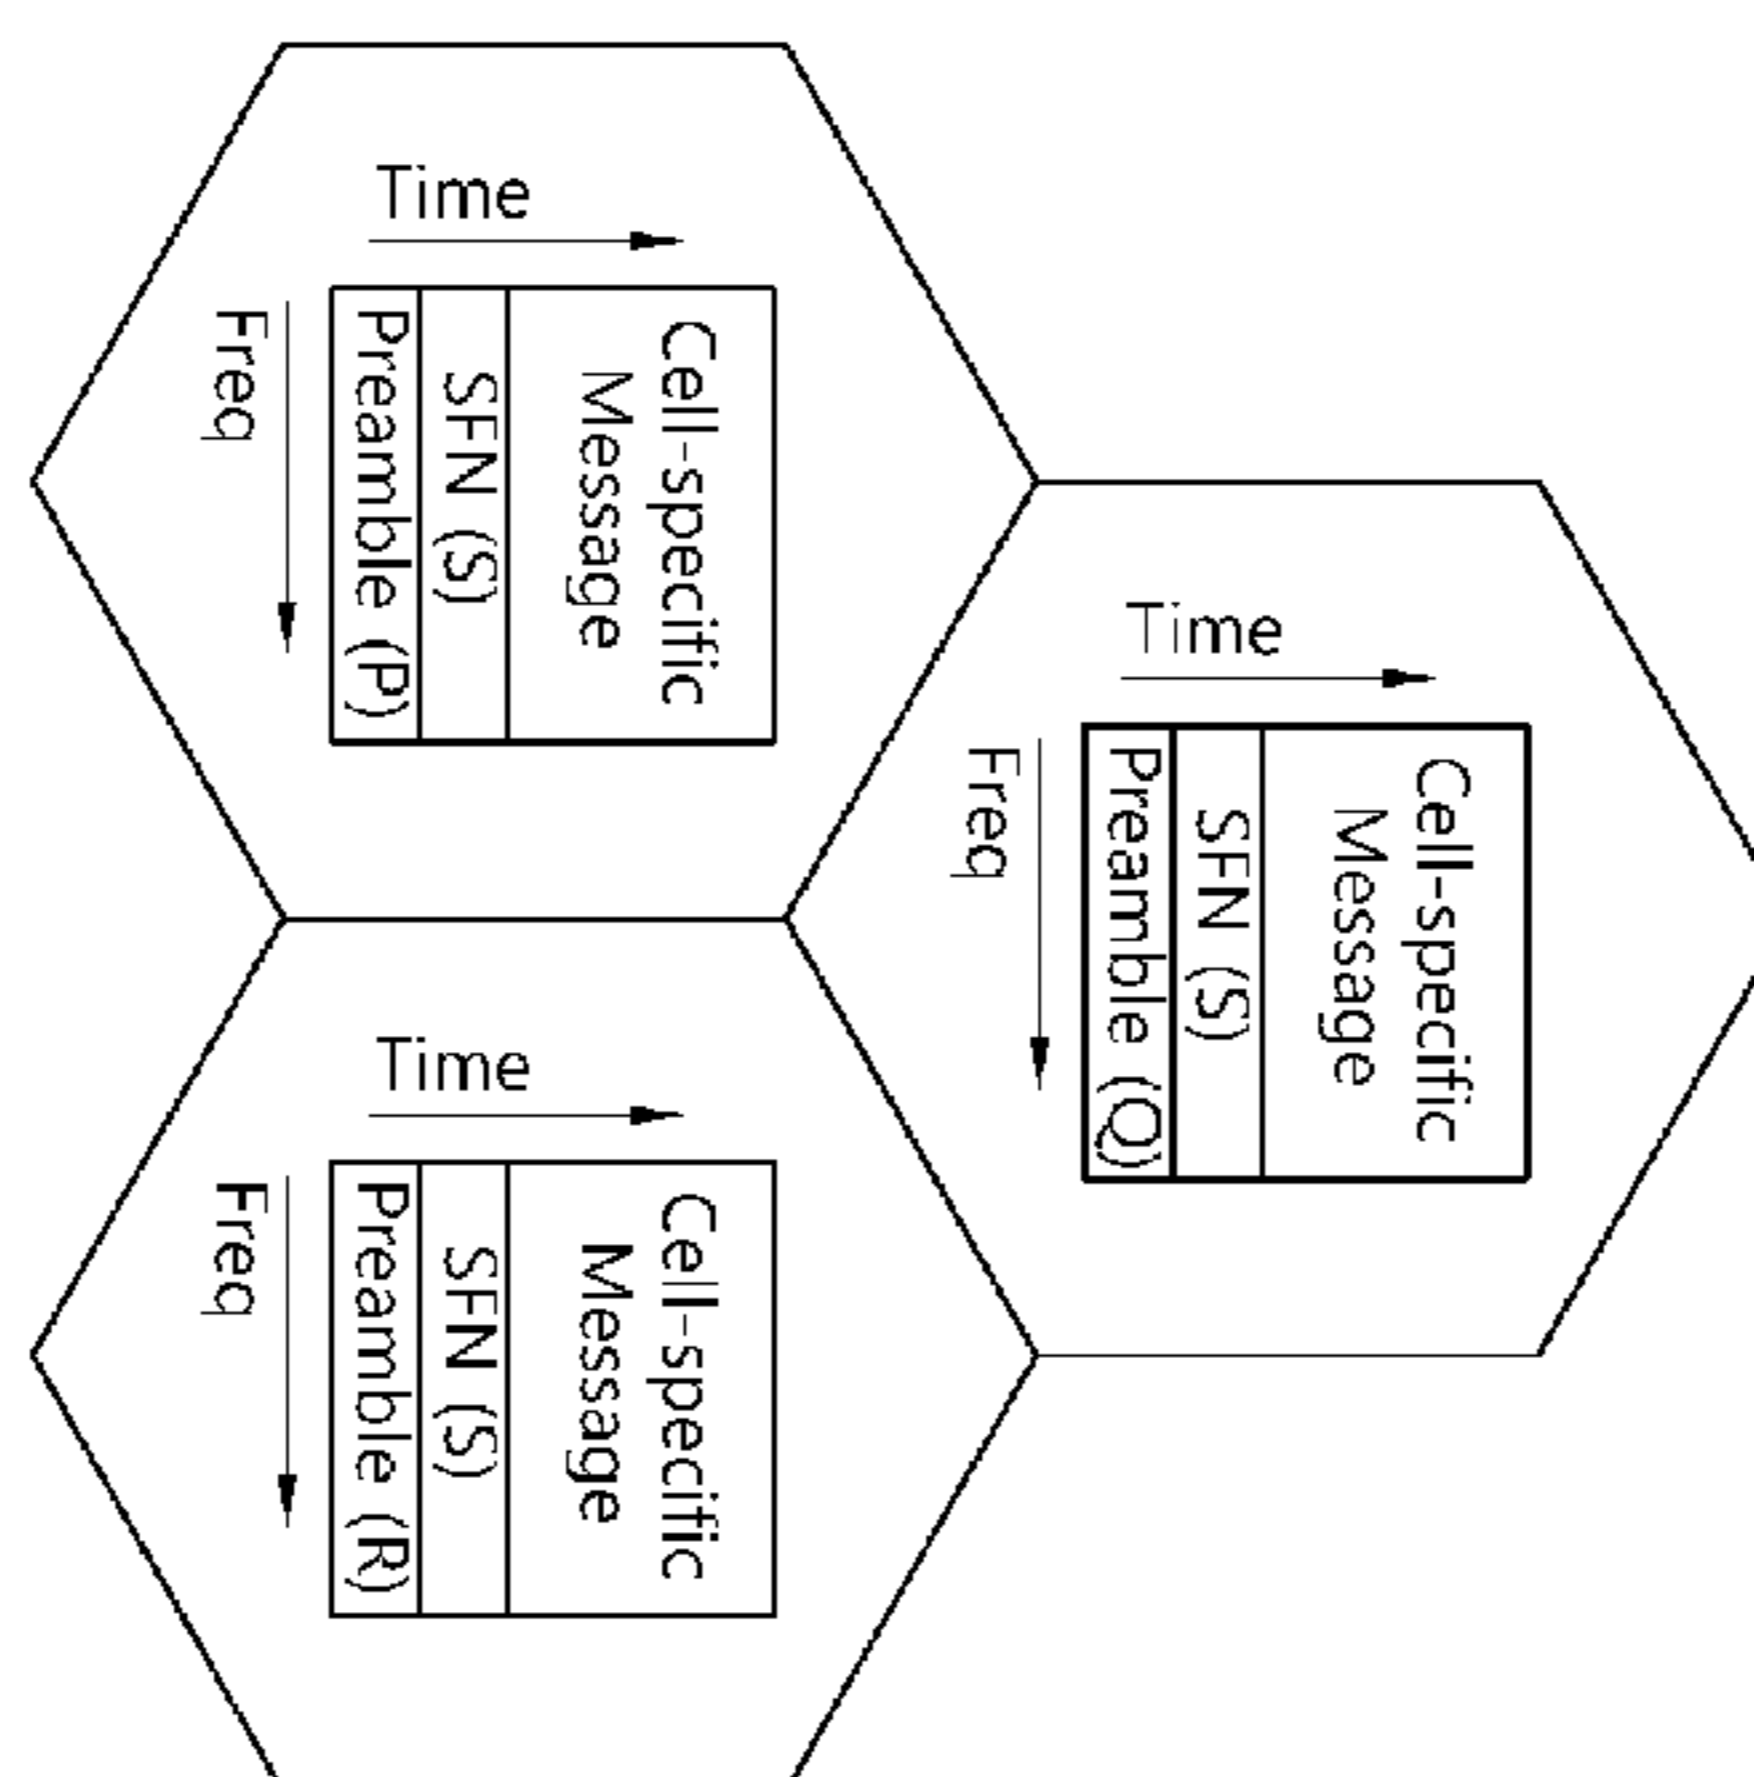 Time
Freq
Preamble (P)
SFN (S)
Cell-specific
Message
Time
Freq
Preamble (Q)
SFN (S)
Cell-specific
Message
Time
Freq
Preamble (R)
SFN (S)
Cell-specific
Message